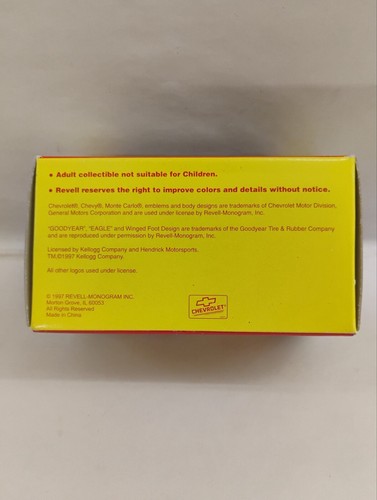 • Adult collectible not suitable for Children.
• Revell reserves the right to improve colors and details without notice.
Chevrolet®, Chevy®, Monte Carlo®, emblems and body designs are trademarks of Chevrolet Motor Division,
General Motors Corporation and are used under license by Revell-Monogram, Inc.
"GOODYEAR", "EAGLE" and Winged Foot Design are trademarks of the Goodyear Tire & Rubber Company
and are reproduced under permission by Revell-Monogram, Inc.
Licensed by Kellogg Company and Hendrick Motorsports.
TM,©1997 Kellogg Company
All other logos used under license.
© 1997 REVELL-MONOGRAM INC.
Morton Grove, IL 60053
All Rights Reserved
Made in China
CHEVROLET